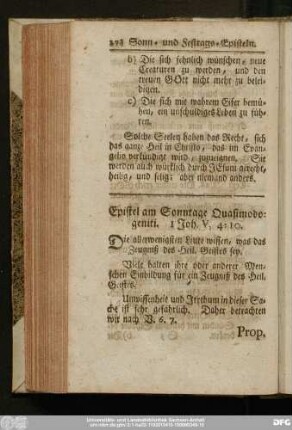 218 Sonn- und Festtags-Episteln.
b) Die sich sehnlich wünschen, neue
Creaturen zu werden, und den
treuen GOtt nicht mehr zu belei-
digen.
c) Die sich mit wahrem Eifer bemü-
hen, ein unschuldiges Leben zu füh-
ren.
Solche Seelen haben das Recht, sich
das gantze Heil in Christo, das im Evan-
gelio verkündiget wird, zuzueignen. Sie
werden auch würklich durch JEsum gerecht,
heilig, und selig; aber niemand anders.
Epistel am Sonntage Quasimodo-
geniti. 1 Joh. V, 4:10.
Die allerwenigsten Leute wissen, was das
Zeugniß des Heil. Geistes sey.
Viele halten ihre oder anderer Men-
schen Einbildung für ein Zeugniß des Heil.
Geistes.
Unwissenheit und Irrthum in dieser Sa-
che ist sehr gefährlich. Daher betrachten
wir nach V. 6. 7.
Prop.